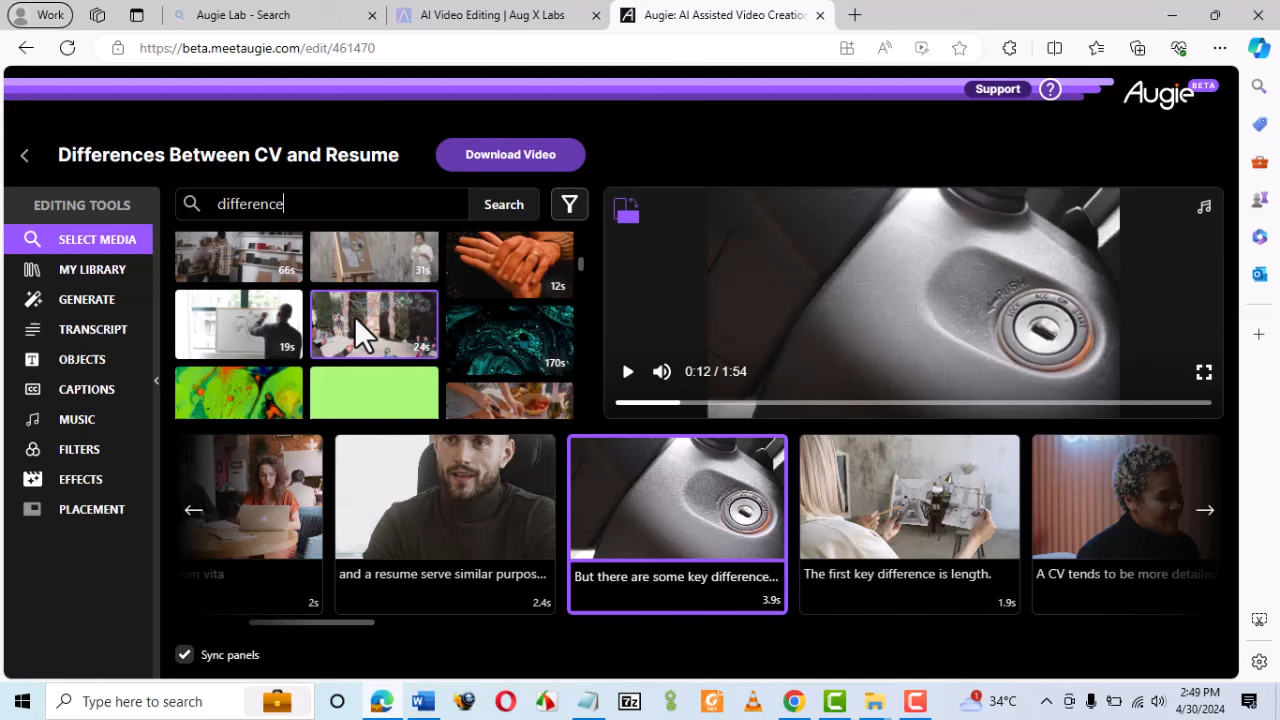 Augie Lab - Search
AI Video Editing | Aug X Labs
Augie: AI Assisted Video Creation
https://beta.meetaugie.com/edit/461470
Support
?
Augie BETA
Differences Between CV and Resume
Download Video
EDITING TOOLS
SELECT MEDIA
MY LIBRARY
GENERATE
TRANSCRIPT
OBJECTS
CAPTIONS
MUSIC
FILTERS
EFFECTS
PLACEMENT
difference
Search
66s
31s
12s
19s
24s
170s
PUSH
0:12 / 1:54
um vita
2s
and a resume serve similar purpos...
2.4s
But there are some key difference...
3.9s
The first key difference is length.
1.9s
A CV tends to be more detailed
Sync panels
Type here to search
1
34°C
2:49 PM
4/30/2024